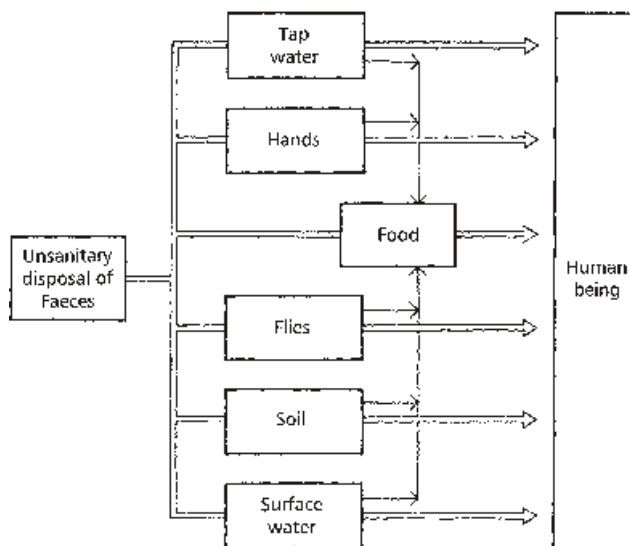 Tap
water
Hands
Food
Unsanitary
disposal of
Faeces
Human
being
Flies
Soil
Surface
water